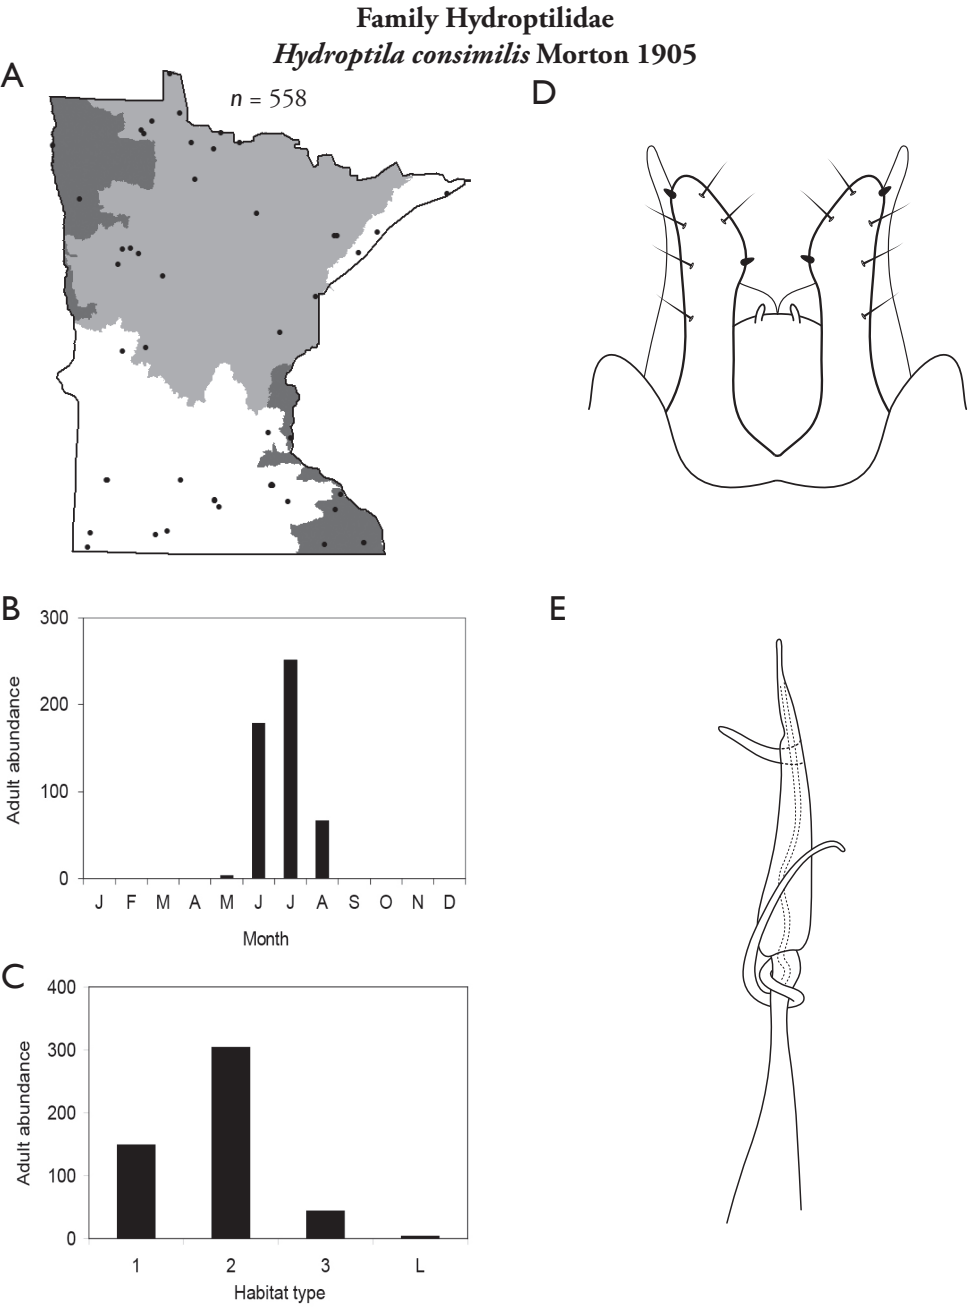 Family Hydroptilidae
Hydroptila consimilis Morton 1905
A
n = 558
D
B
300
200
100
0
Adult abundance
J F M A M J J A S O N D
Month
E
C
400
300
200
100
0
Adult abundance
1 2 3 L
Habitat type